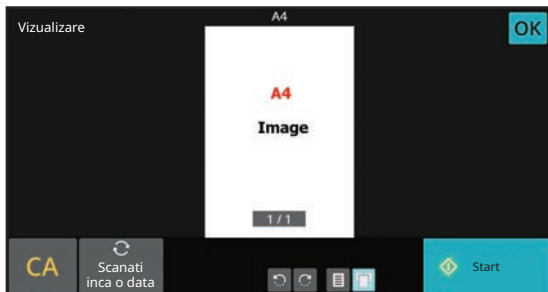 A4
Vizualizare
OK
A4
Image
1 / 1
CA
Scanati
inca o data
Start